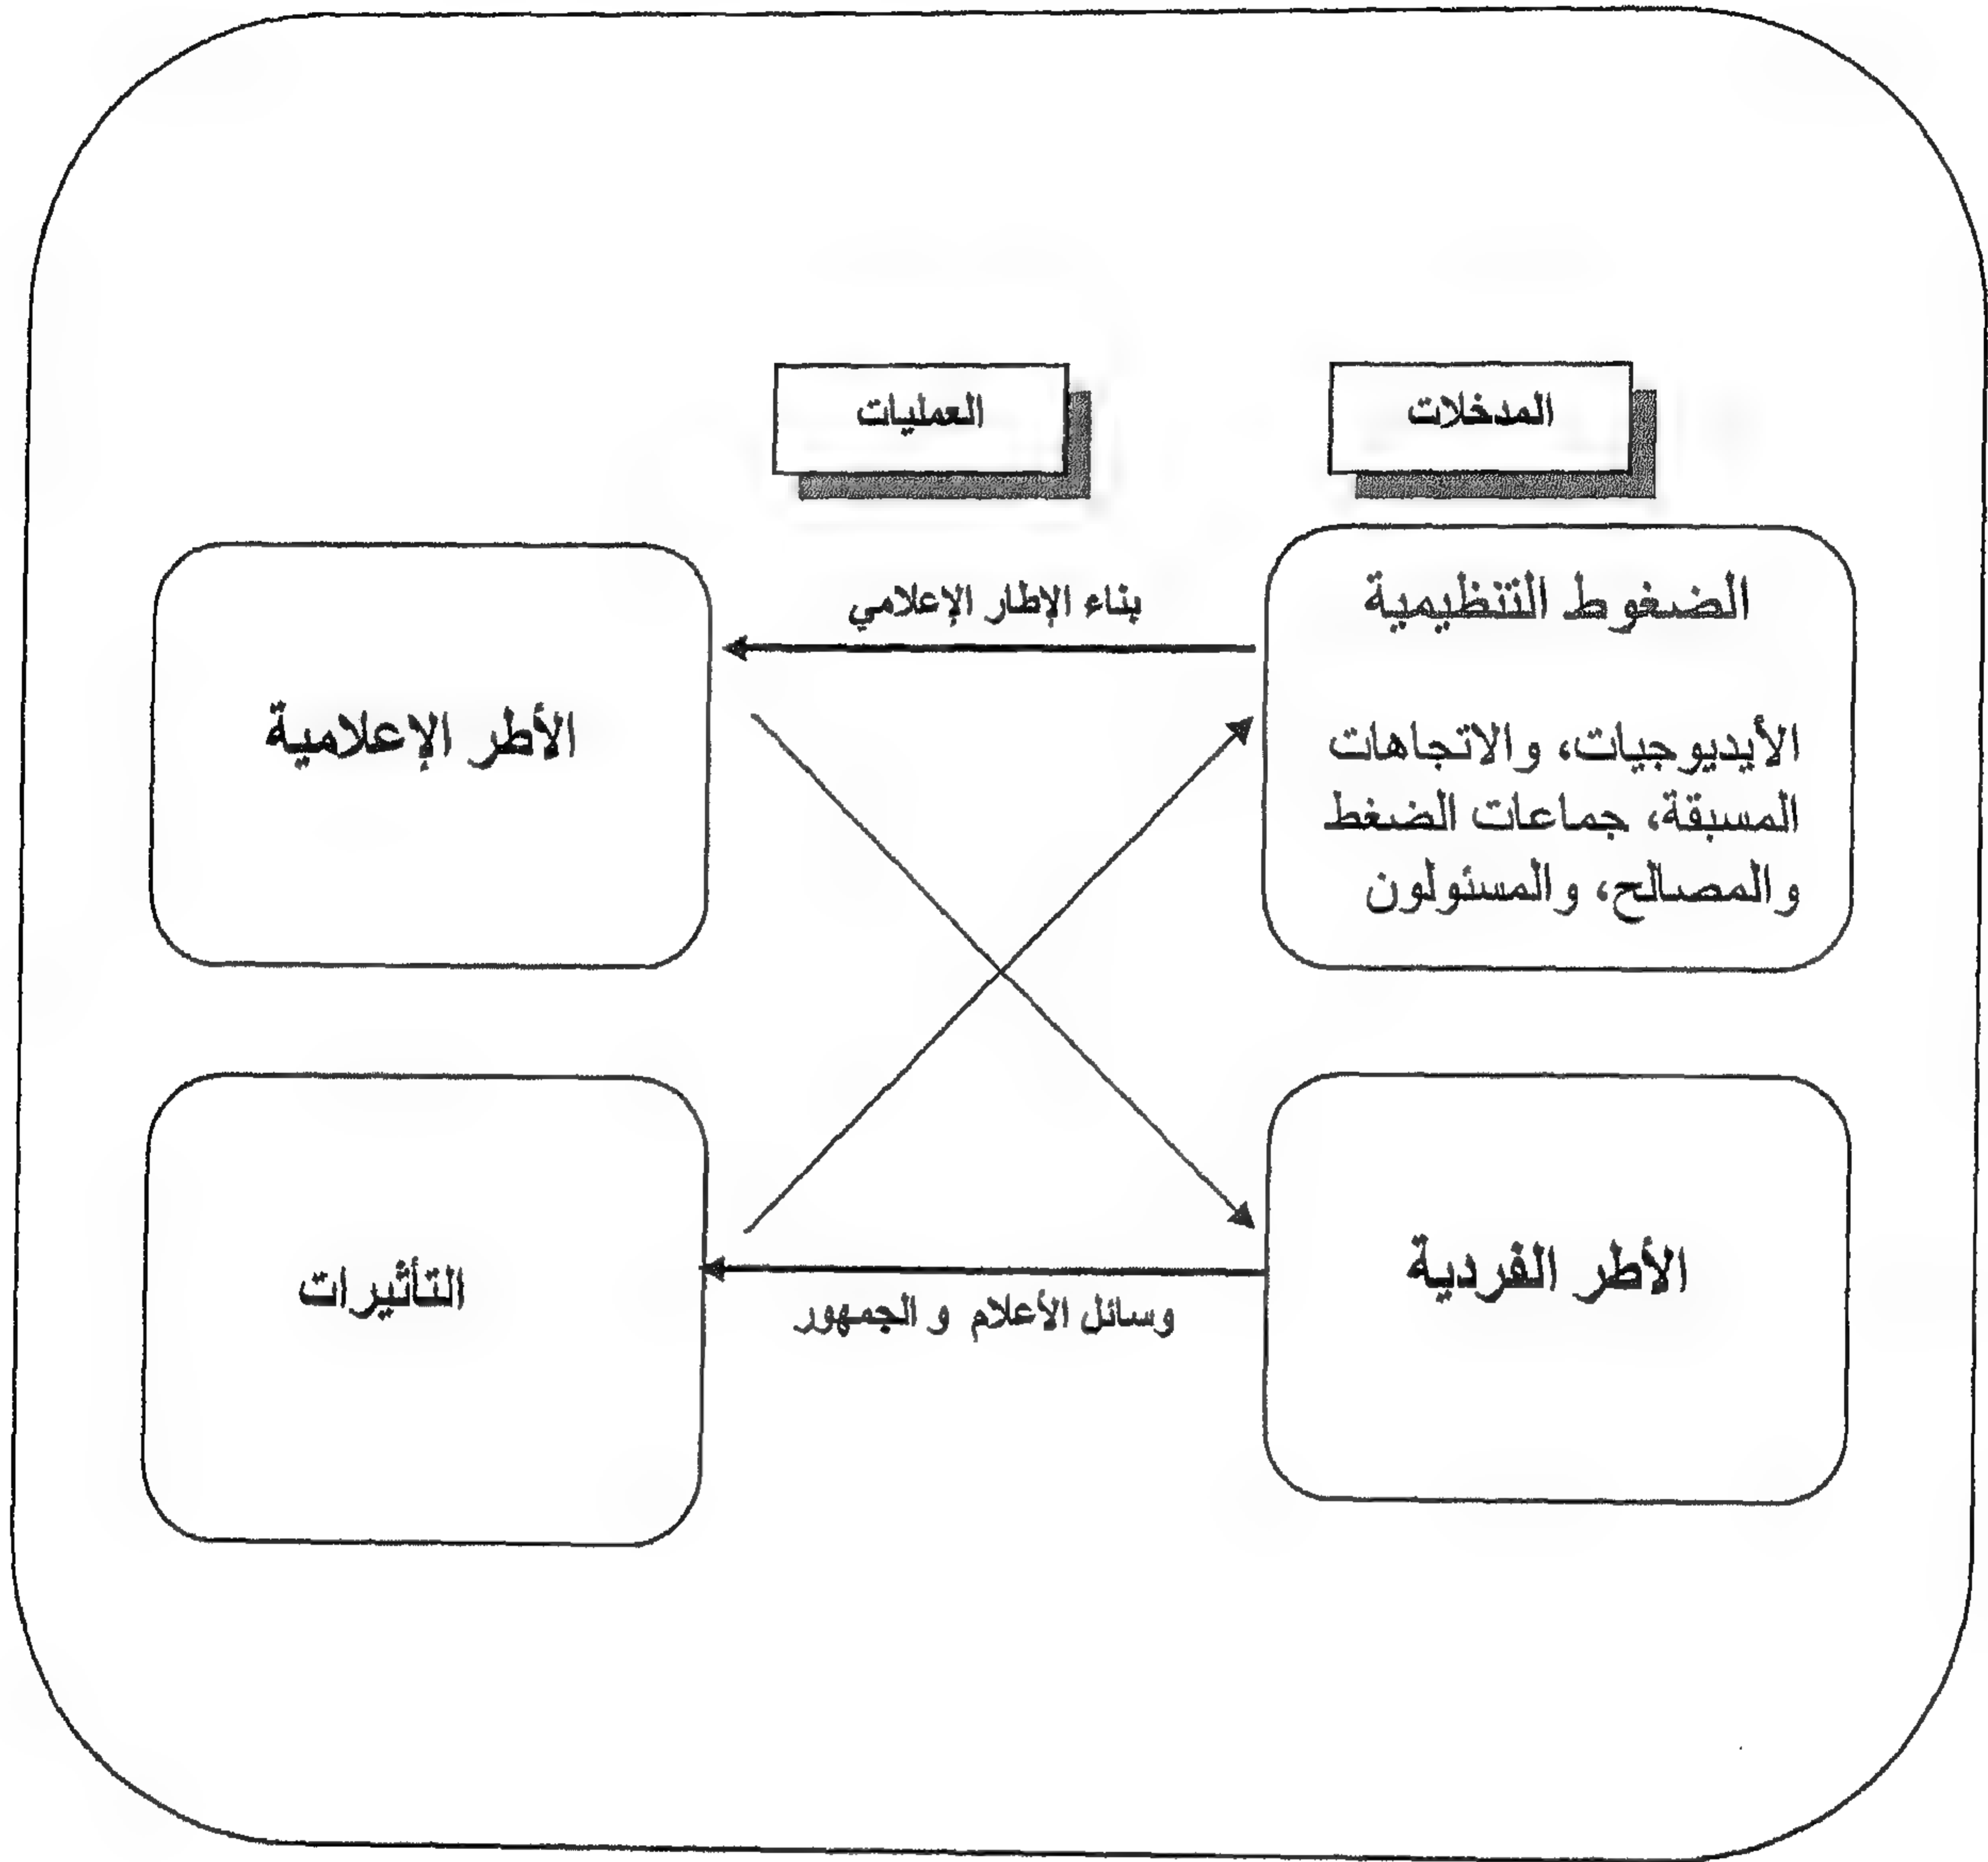 المدخلات
العمليات
الضغوط التنظيمية
الأيديوجيات، والاتجاهات
المسبقة، جماعات الضغط
والمصالح، والمسئولون
بناء الإطار الإعلامي
الأطر الإعلامية
الأطر الفردية
وسائل الأعلام والجمهور
التأثيرات